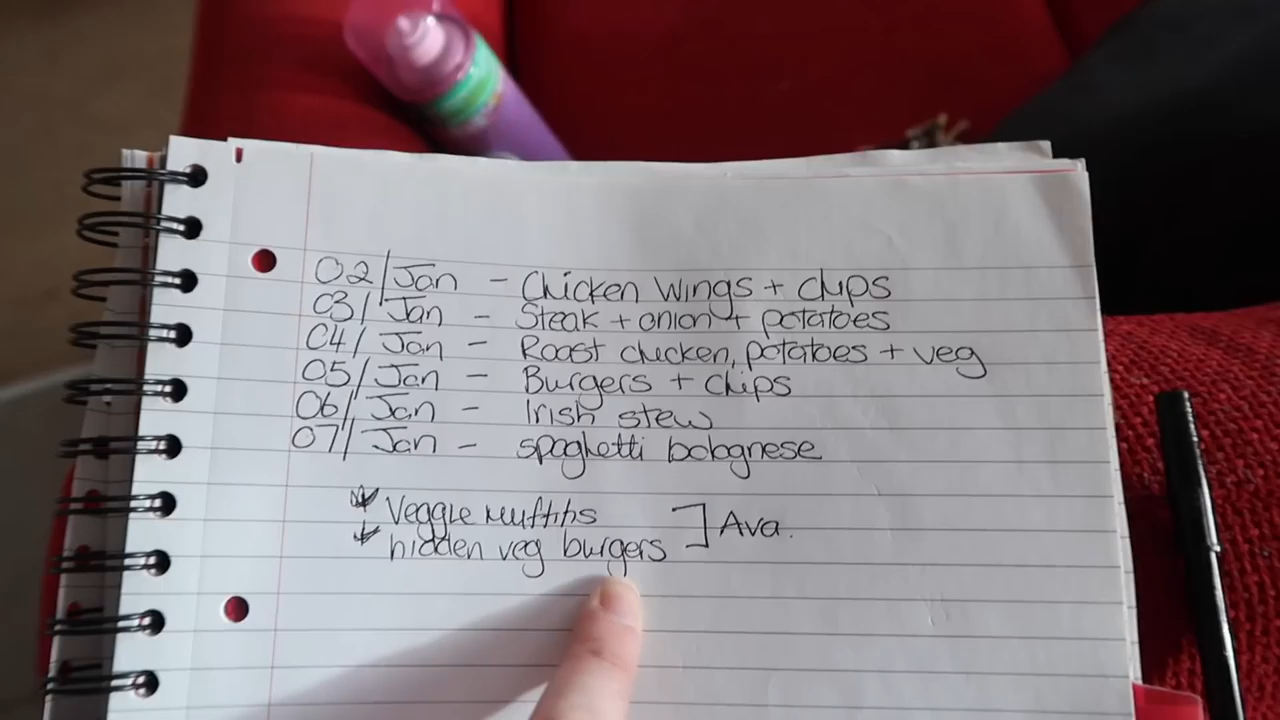 02/Jan - Chicken wings + chips
03/Jan - Steak + onion + potatoes
04/Jan - Roast chicken, potatoes + veg
05/Jan - Burgers + chips
06/Jan - Irish stew
07/Jan - spaghetti bolognese
* Veggie muffins
* hidden veg burgers ] Ava.